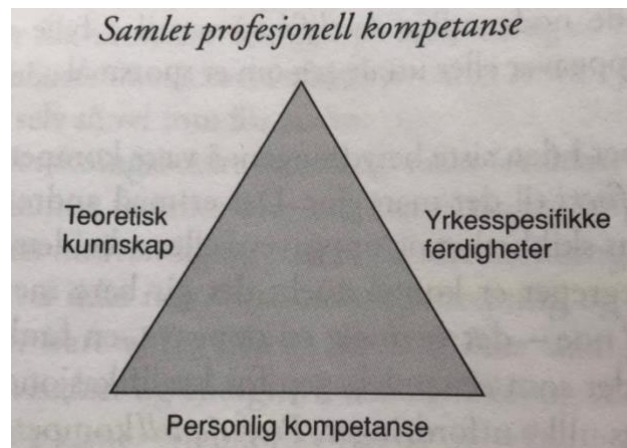 Samlet profesjonell kompetanse
Teoretisk
kunnskap
Yrkesspesifikke
ferdigheter
Personlig kompetanse